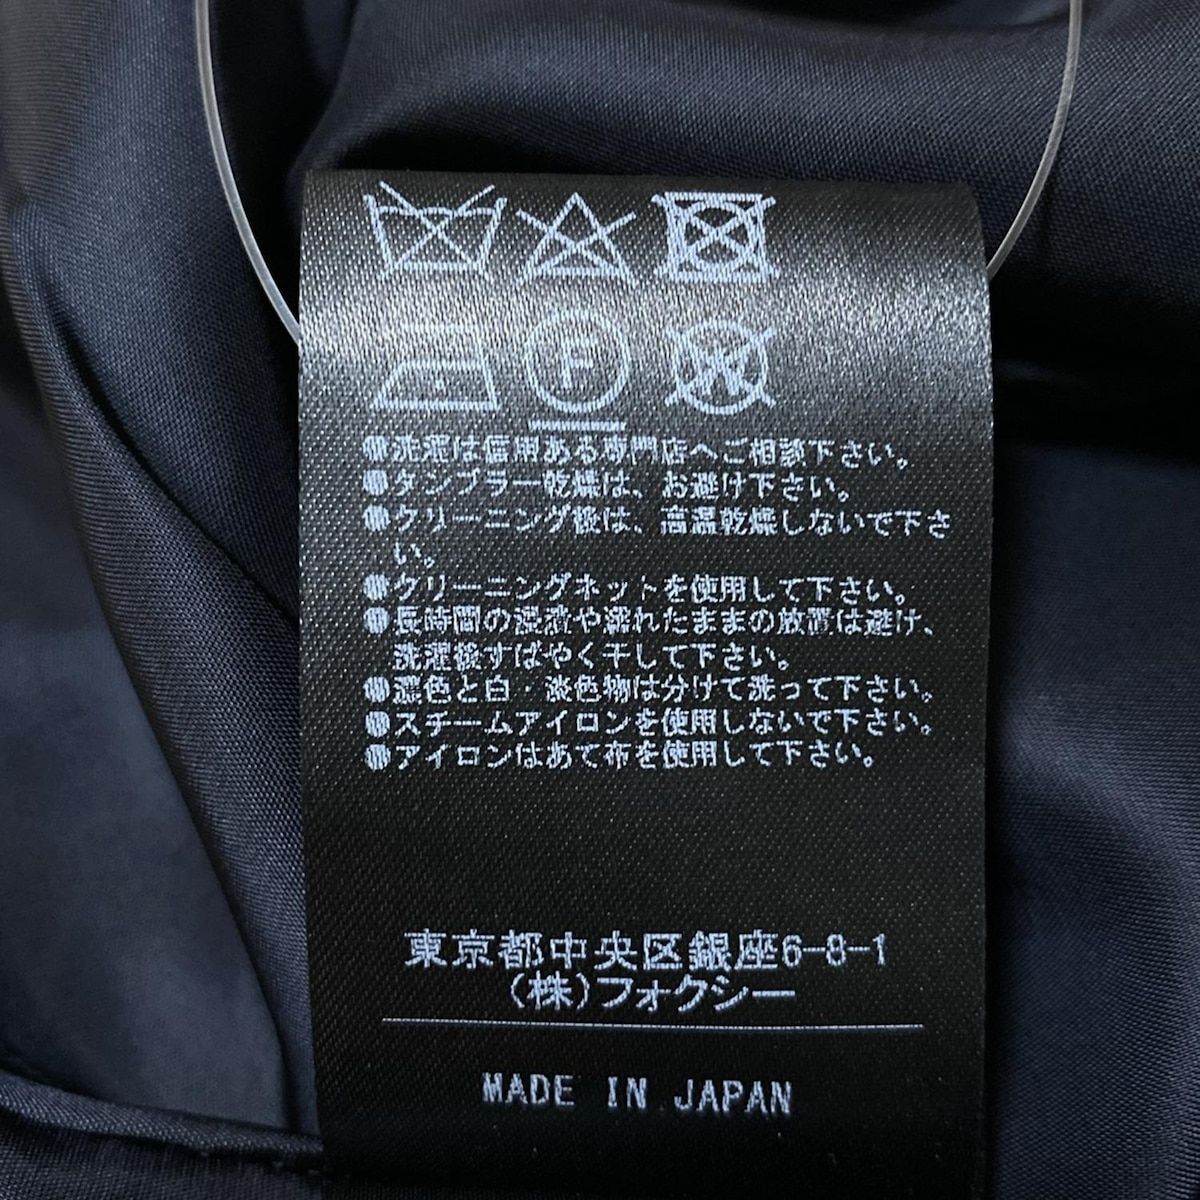 F
●洗濯は信用ある専門店へご相談下さい。
●タンブラー乾燥は、お避け下さい。
●クリーニング後は、高温乾燥しないで下さ
い。
●クリーニングネットを使用して下さい。
●長時間の浸漬や濡れたままの放置は避け、
洗濯後すばやく干して下さい。
●濃色と白・淡色物は分けて洗って下さい。
●スチームアイロンを使用しないで下さい。
●アイロンはあて布を使用して下さい。
東京都中央区銀座6-8-1
(株)フォクシー
MADE IN JAPAN